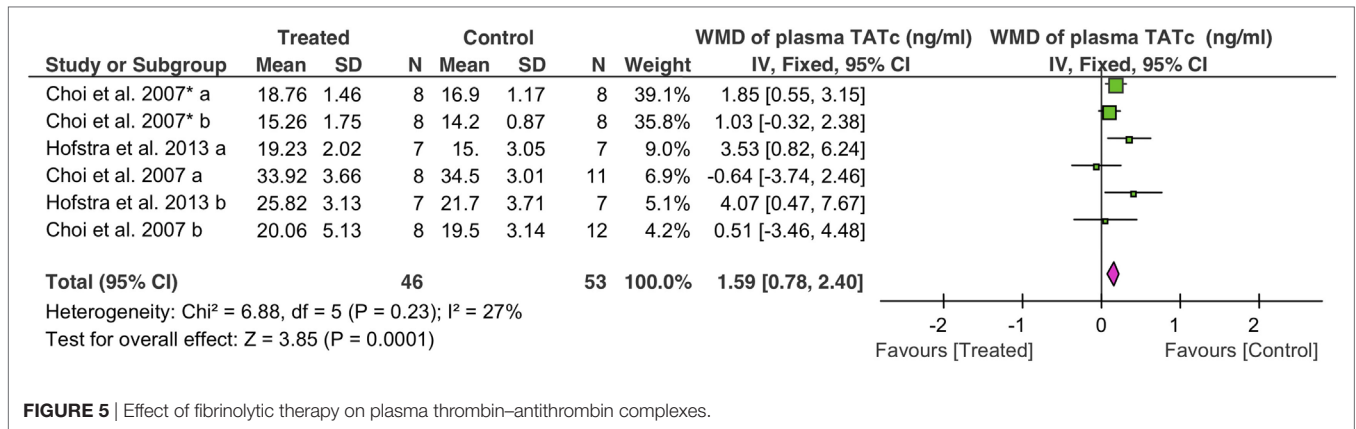 Treated Control WMD of plasma TATc (ng/ml) WMD of plasma TATc (ng/ml)
Study or Subgroup Mean SD N Mean SD N Weight IV, Fixed, 95% CI IV, Fixed, 95% CI
Choi et al. 2007* a 18.76 1.46 8 16.9 1.17 8 39.1% 1.85 [0.55, 3.15]
Choi et al. 2007* b 15.26 1.75 8 14.2 0.87 8 35.8% 1.03 [-0.32, 2.38]
Hofstra et al. 2013 a 19.23 2.02 7 15. 3.05 7 9.0% 3.53 [0.82, 6.24]
Choi et al. 2007 a 33.92 3.66 8 34.5 3.01 11 6.9% -0.64 [-3.74, 2.46]
Hofstra et al. 2013 b 25.82 3.13 7 21.7 3.71 7 5.1% 4.07 [0.47, 7.67]
Choi et al. 2007 b 20.06 5.13 8 19.5 3.14 12 4.2% 0.51 [-3.46, 4.48]
Total (95% CI) 46 53 100.0% 1.59 [0.78, 2.40]
Heterogeneity: Chi² = 6.88, df = 5 (P = 0.23); I² = 27%
Test for overall effect: Z = 3.85 (P = 0.0001)
-2 -1 0 1 2
Favours [Treated] Favours [Control]
FIGURE 5 | Effect of fibrinolytic therapy on plasma thrombin–antithrombin complexes.